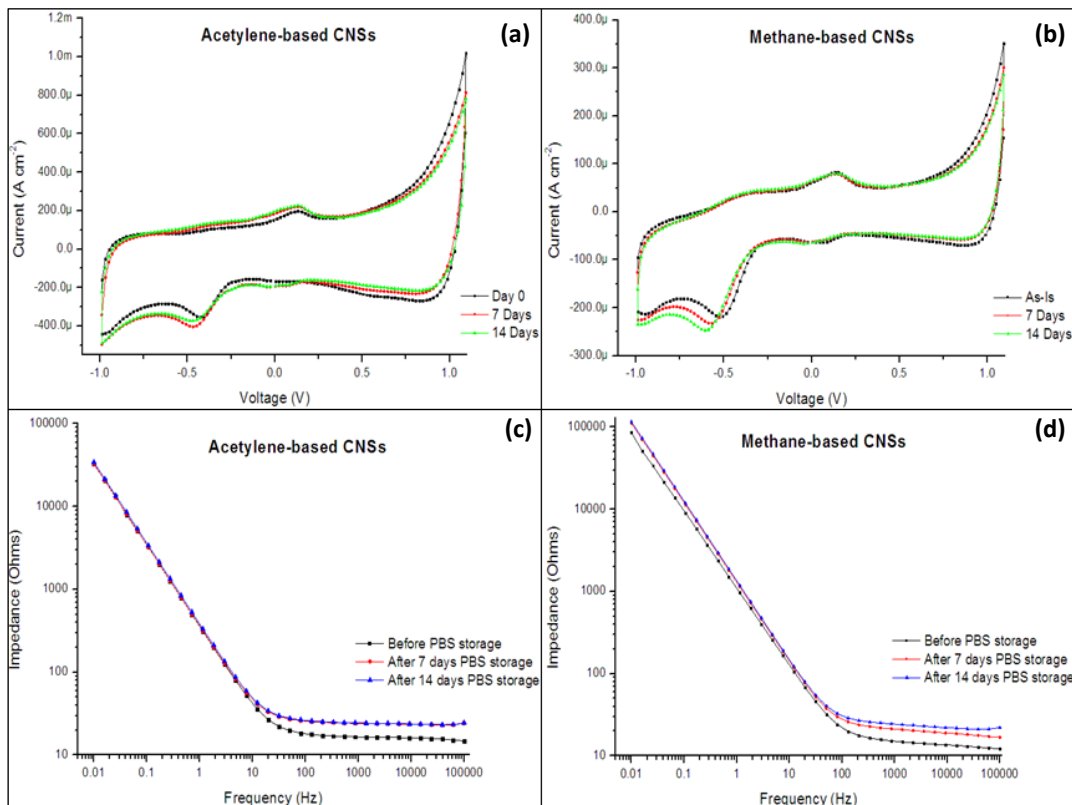 Acetylene-based CNSs
(a)
1.2m
1.0m
800.0µ
600.0µ
400.0µ
200.0µ
0.0
-200.0µ
-400.0µ
Current (A cm⁻²)
Day 0
7 Days
14 Days
-1.0 -0.5 0.0 0.5 1.0
Voltage (V)
Methane-based CNSs
(b)
400.0µ
300.0µ
200.0µ
100.0µ
0.0
-100.0µ
-200.0µ
-300.0µ
Current (A cm⁻²)
As-Is
7 Days
14 Days
-1.0 -0.5 0.0 0.5 1.0
Voltage (V)
Acetylene-based CNSs
(c)
100000
10000
1000
100
10
Impedance (Ohms)
Before PBS storage
After 7 days PBS storage
After 14 days PBS storage
0.01 0.1 1 10 100 1000 10000 100000
Frequency (Hz)
Methane-based CNSs
(d)
100000
10000
1000
100
10
Impedance (Ohms)
Before PBS storage
After 7 days PBS storage
After 14 days PBS storage
0.01 0.1 1 10 100 1000 10000 100000
Frequency (Hz)